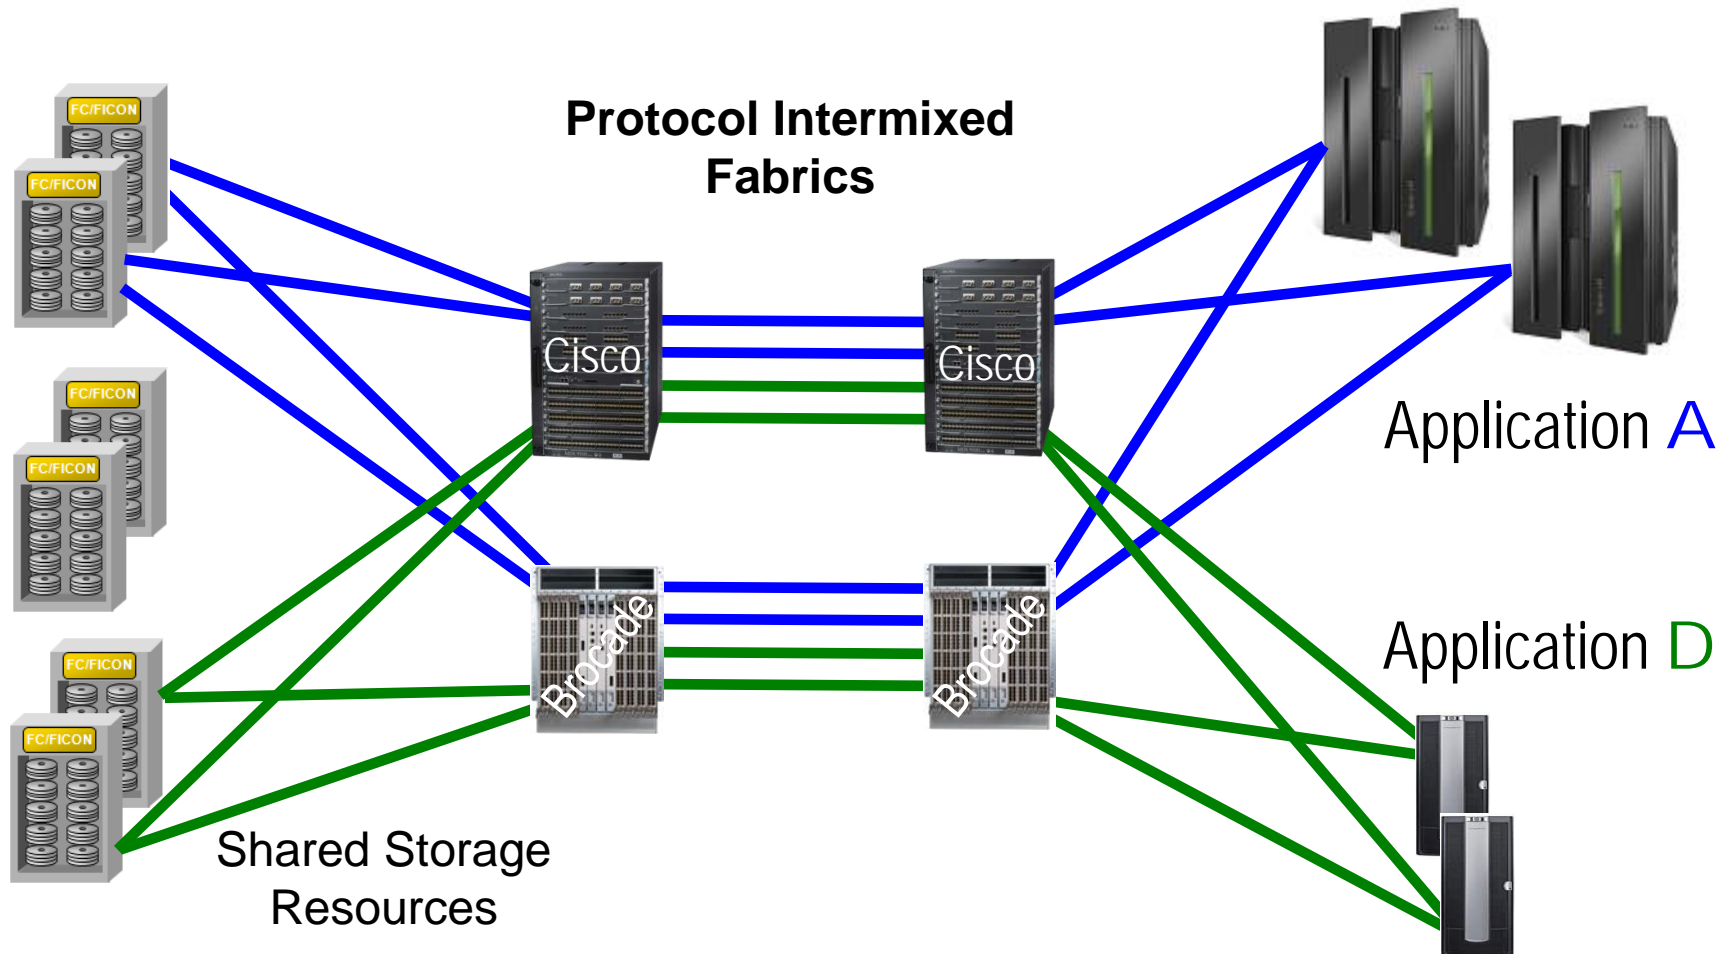 Protocol Intermixed
Fabrics
FC/FICON
FC/FICON
Cisco
Cisco
Application A
FC/FICON
FC/FICON
Brocade
Brocade
Application D
FC/FICON
FC/FICON
Shared Storage
Resources